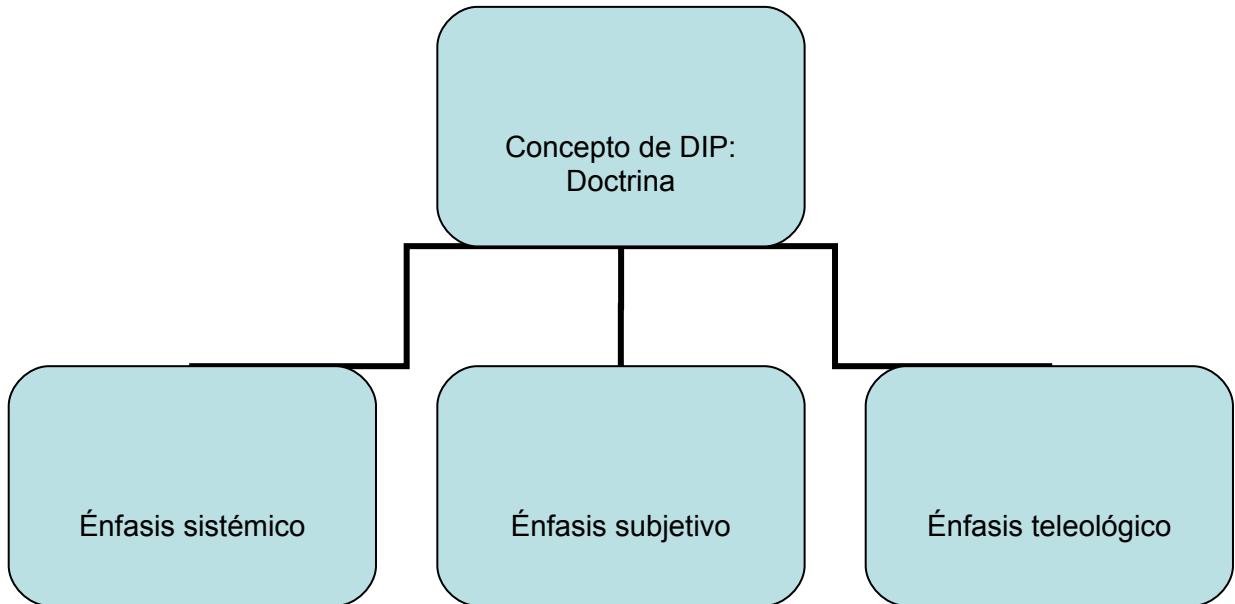 Concepto de DIP:
Doctrina
Énfasis sistémico
Énfasis subjetivo
Énfasis teleológico